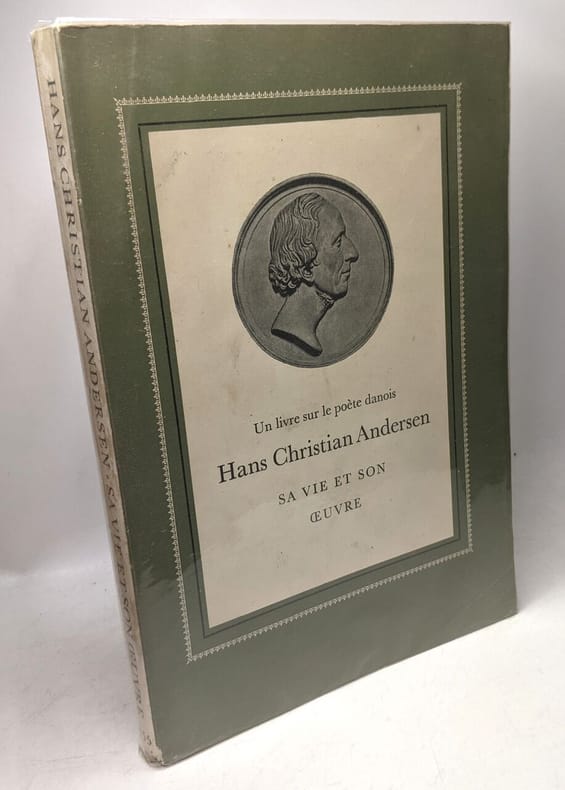 HANS CHRISTIAN ANDERSEN · SA VIE ET SON ŒUVRE
Un livre sur le poète danois
Hans Christian Andersen
SA VIE ET SON
ŒUVRE